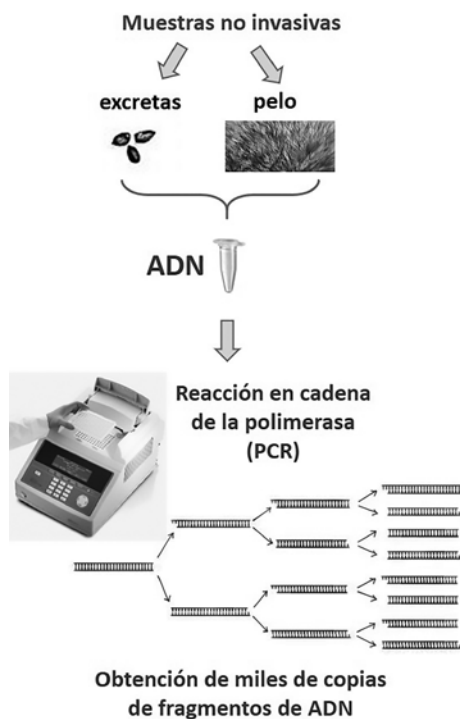 Muestras no invasivas
excretas
pelo
ADN
Reacción en cadena
de la polimerasa
(PCR)
Obtención de miles de copias
de fragmentos de ADN